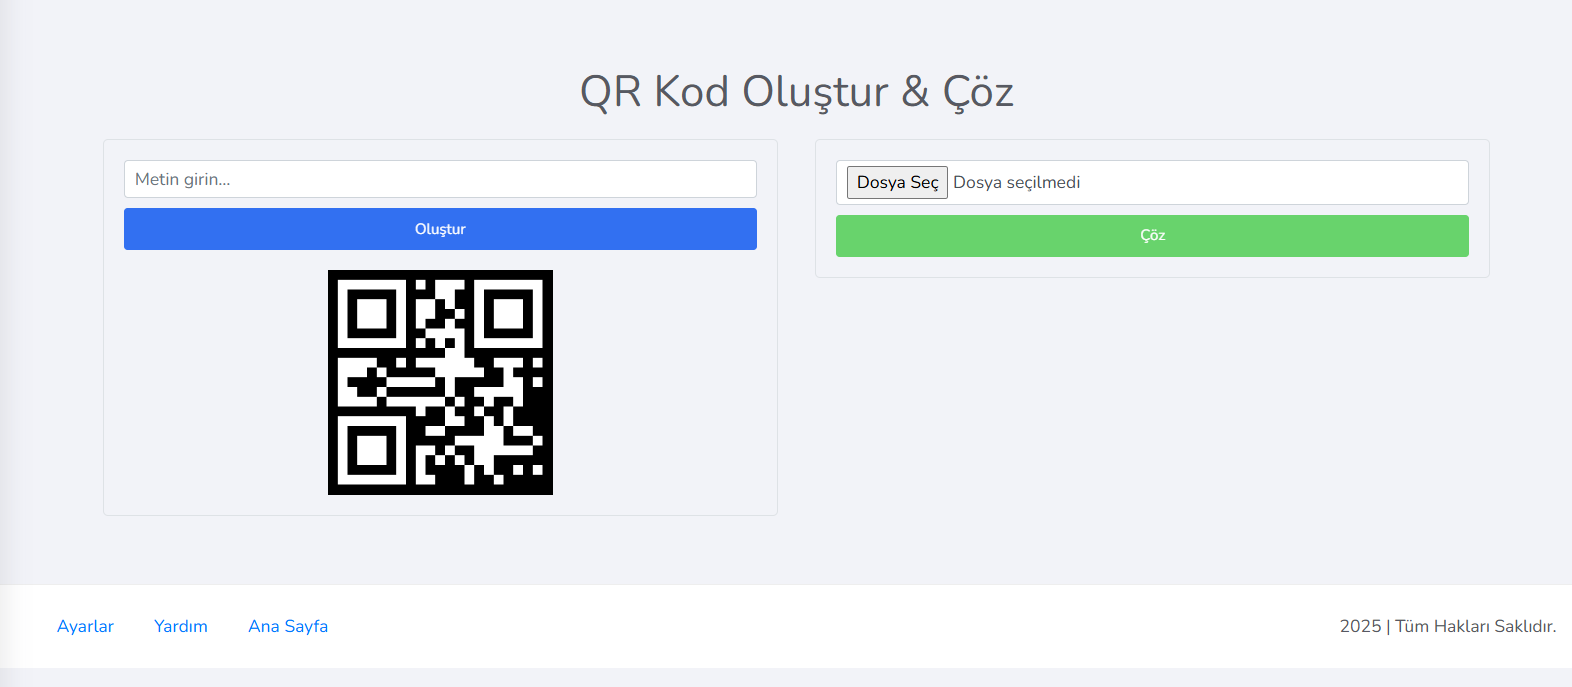 QR Kod Oluştur & Çöz
Metin girin...
Oluştur
Dosya Seç Dosya seçilmedi
Çöz
Ayarlar Yardım Ana Sayfa
2025 | Tüm Hakları Saklıdır.